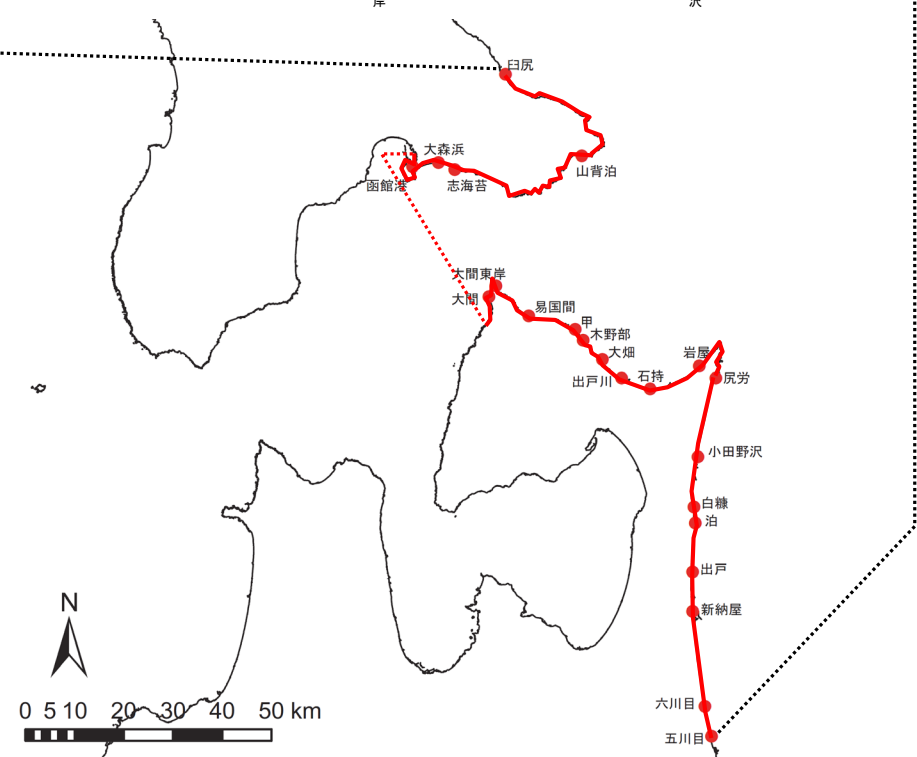 岸
沢
臼尻
大森浜
山背泊
函館港
志海苔
大間東岸
大間
易国間
甲
木野部
大畑
岩屋
出戸川
石持
尻労
小田野沢
白糠
泊
出戸
新納屋
六川目
五川目
N
0 5 10 20 30 40 50 km